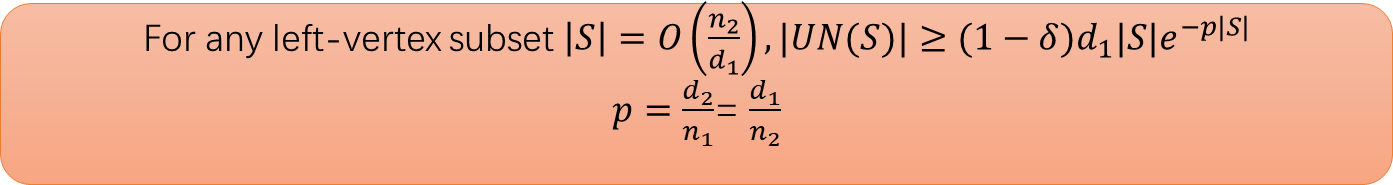 For any left-vertex subset |S| = O(n₂/d₁), |UN(S)| ≥ (1 − δ)d₁|S|e^{−p|S|}
p = d₂/n₁ = d₁/n₂